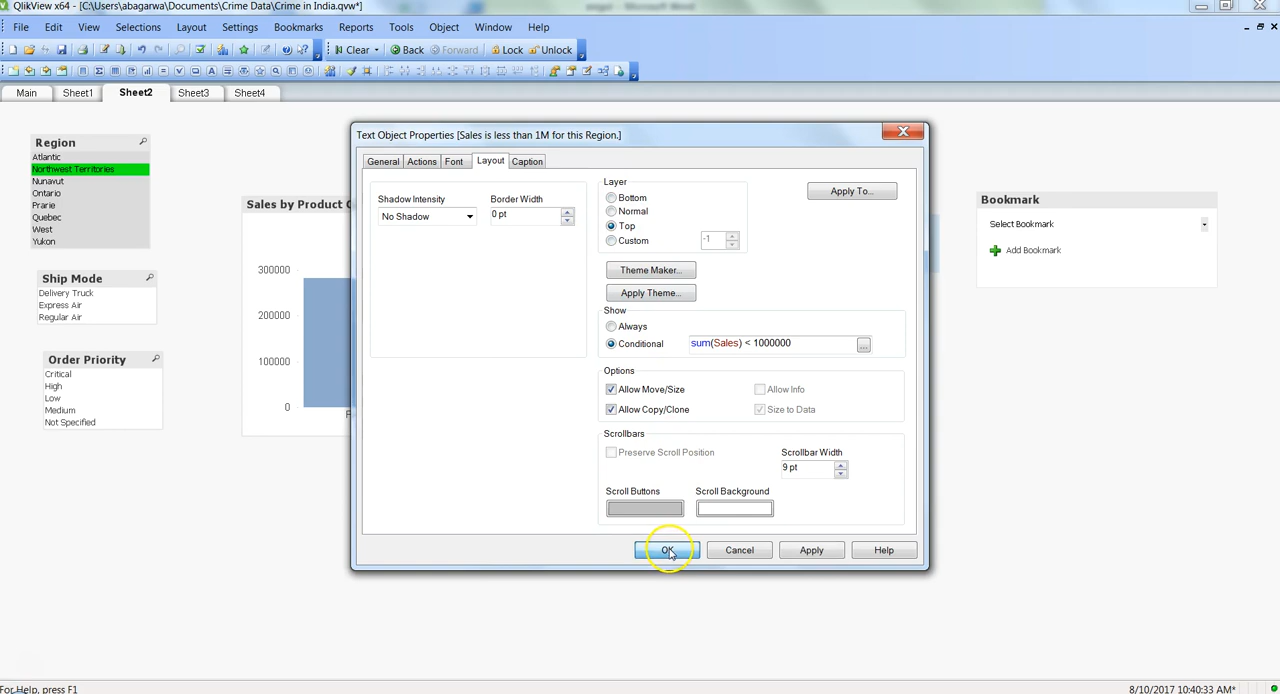 QlikView x64 - [C:\Users\abagarwa\Documents\Crime Data\Crime in India.qvw*]
Microsoft Word
File Edit View Selections Layout Settings Bookmarks Reports Tools Object Window Help
Clear Back Forward Lock Unlock
Main Sheet1 Sheet2 Sheet3 Sheet4
Region
Atlantic
Northwest Territories
Nunavut
Ontario
Prarie
Quebec
West
Yukon
Ship Mode
Delivery Truck
Express Air
Regular Air
Order Priority
Critical
High
Low
Medium
Not Specified
Sales by Product
300000
200000
100000
0
Text Object Properties [Sales is less than 1M for this Region.]
General Actions Font Layout Caption
Shadow Intensity Border Width
No Shadow 0 pt
Layer
Bottom
Normal
Top
Custom -1
Apply To...
Theme Maker...
Apply Theme...
Show
Always
Conditional sum(Sales) < 1000000 ...
Options
Allow Move/Size Allow Info
Allow Copy/Clone Size to Data
Scrollbars
Preserve Scroll Position Scrollbar Width
9 pt
Scroll Buttons Scroll Background
OK Cancel Apply Help
Bookmark
Select Bookmark
Add Bookmark
For Help, press F1 8/10/2017 10:40:33 AM*